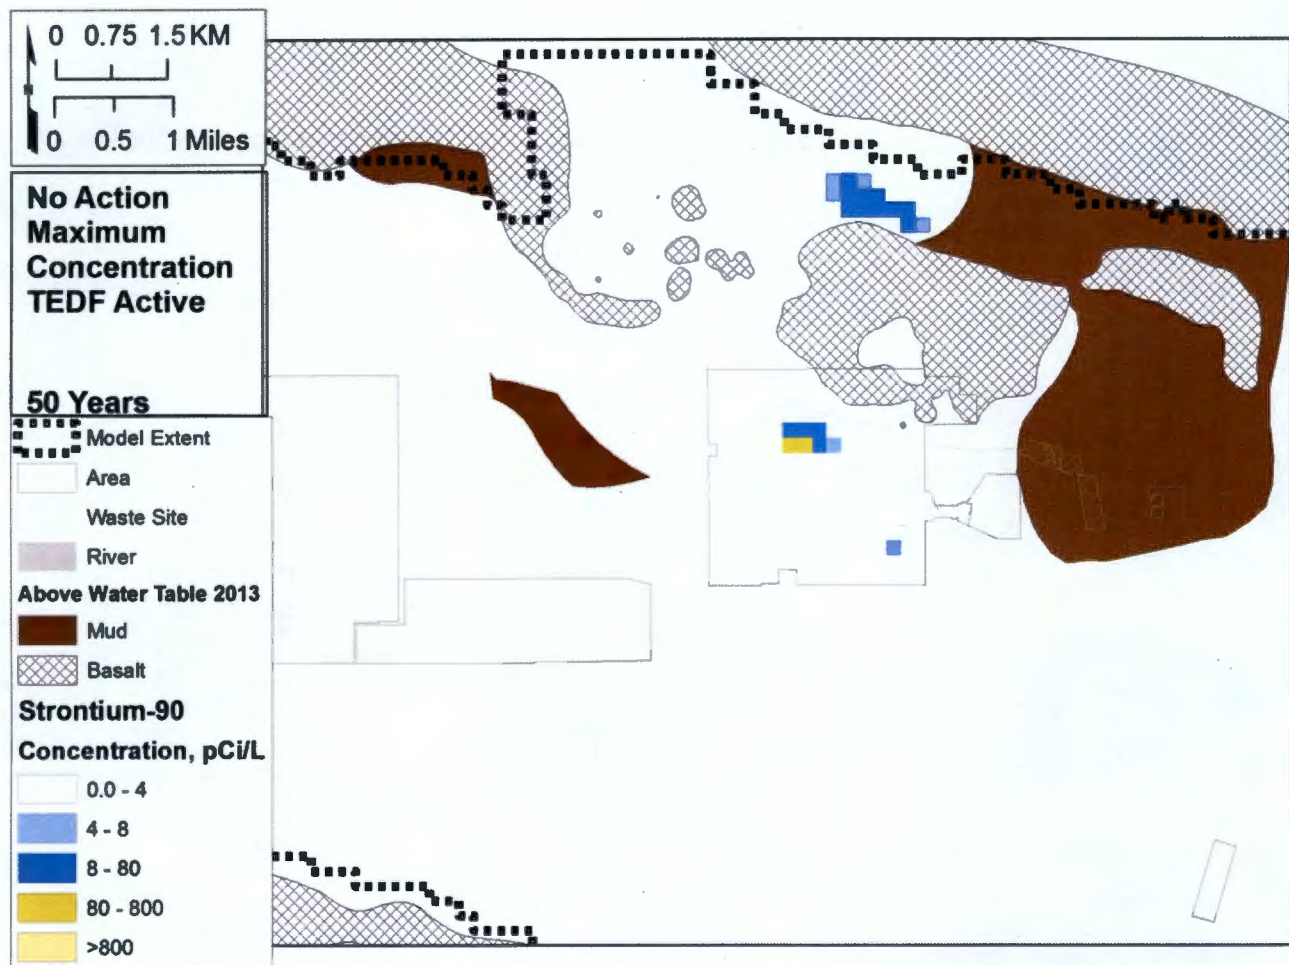 0 0.75 1.5 KM
0 0.5 1 Miles
No Action
Maximum
Concentration
TEDF Active
50 Years
Model Extent
Area
Waste Site
River
Above Water Table 2013
Mud
Basalt
Strontium-90
Concentration, pCi/L
0.0 - 4
4 - 8
8 - 80
80 - 800
>800